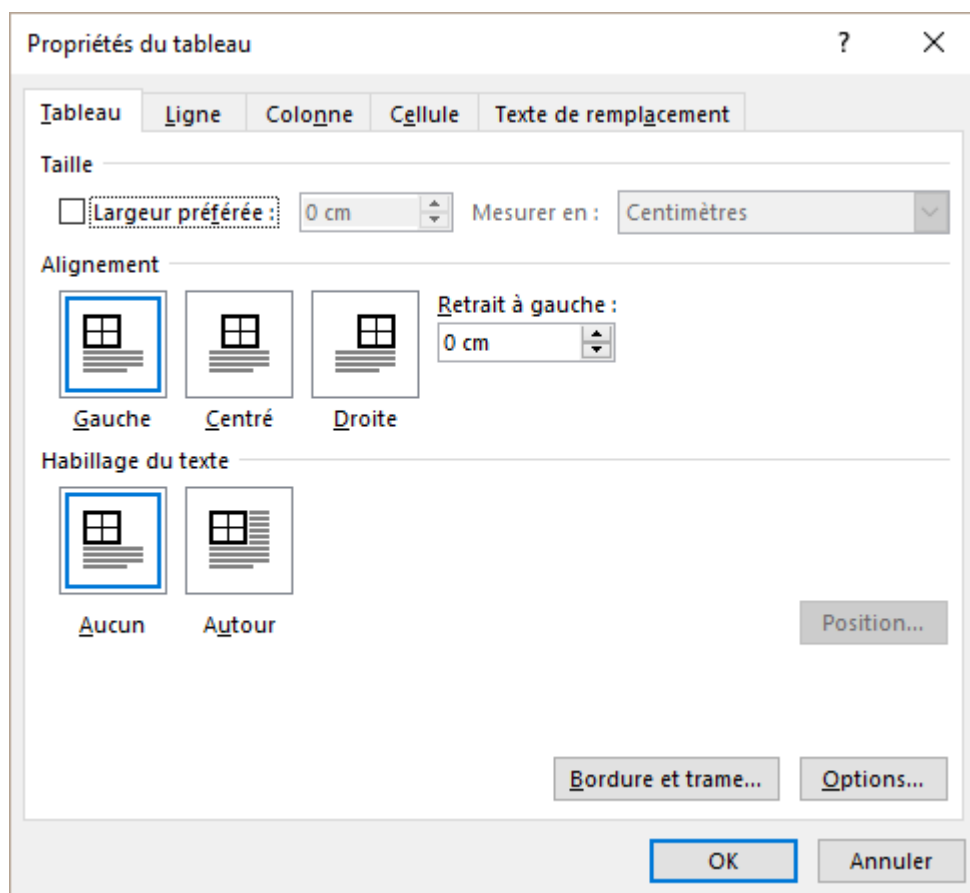 Propriétés du tableau ?
Tableau Ligne Colonne Cellule Texte de remplacement
Taille
Largeur préférée : 0 cm Mesurer en : Centimètres
Alignement
Retrait à gauche :
0 cm
Gauche Centré Droite
Habillage du texte
Aucun Autour
Position...
Bordure et trame... Options...
OK Annuler